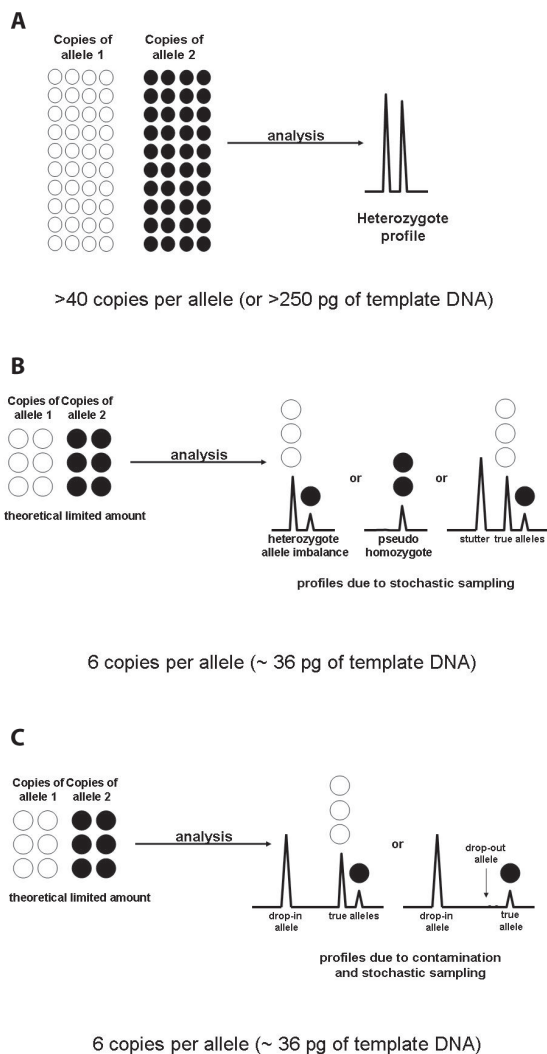 A
Copies of
allele 1
Copies of
allele 2
analysis
Heterozygote
profile
>40 copies per allele (or >250 pg of template DNA)
B
Copies of
allele 1
Copies of
allele 2
theoretical limited amount
analysis
or
or
heterozygote
allele imbalance
pseudo
homozygote
stutter
true alleles
profiles due to stochastic sampling
6 copies per allele (~ 36 pg of template DNA)
C
Copies of
allele 1
Copies of
allele 2
theoretical limited amount
analysis
or
drop-out
allele
drop-in
allele
true alleles
drop-in
allele
true
allele
profiles due to contamination
and stochastic sampling
6 copies per allele (~ 36 pg of template DNA)